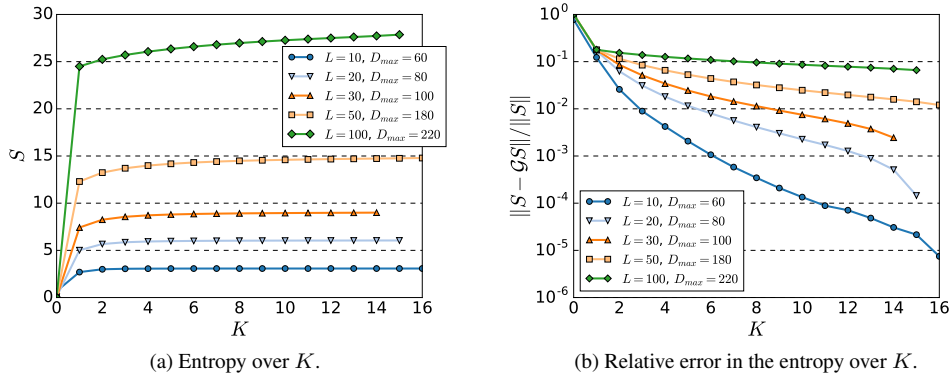 30
25
20
15
10
5
0
S
0 2 4 6 8 10 12 14 16
K
L = 10, D_max = 60
L = 20, D_max = 80
L = 30, D_max = 100
L = 50, D_max = 180
L = 100, D_max = 220
(a) Entropy over K.
10^0
10^-1
10^-2
10^-3
10^-4
10^-5
10^-6
||S − 𝒢S||/||S||
0 2 4 6 8 10 12 14 16
K
L = 10, D_max = 60
L = 20, D_max = 80
L = 30, D_max = 100
L = 50, D_max = 180
L = 100, D_max = 220
(b) Relative error in the entropy over K.